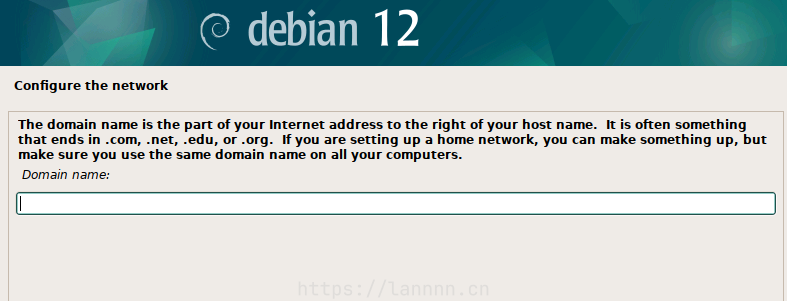 debian 12
Configure the network
The domain name is the part of your Internet address to the right of your host name.  It is often something
that ends in .com, .net, .edu, or .org.  If you are setting up a home network, you can make something up, but
make sure you use the same domain name on all your computers.
Domain name:
https://lannnn.cn